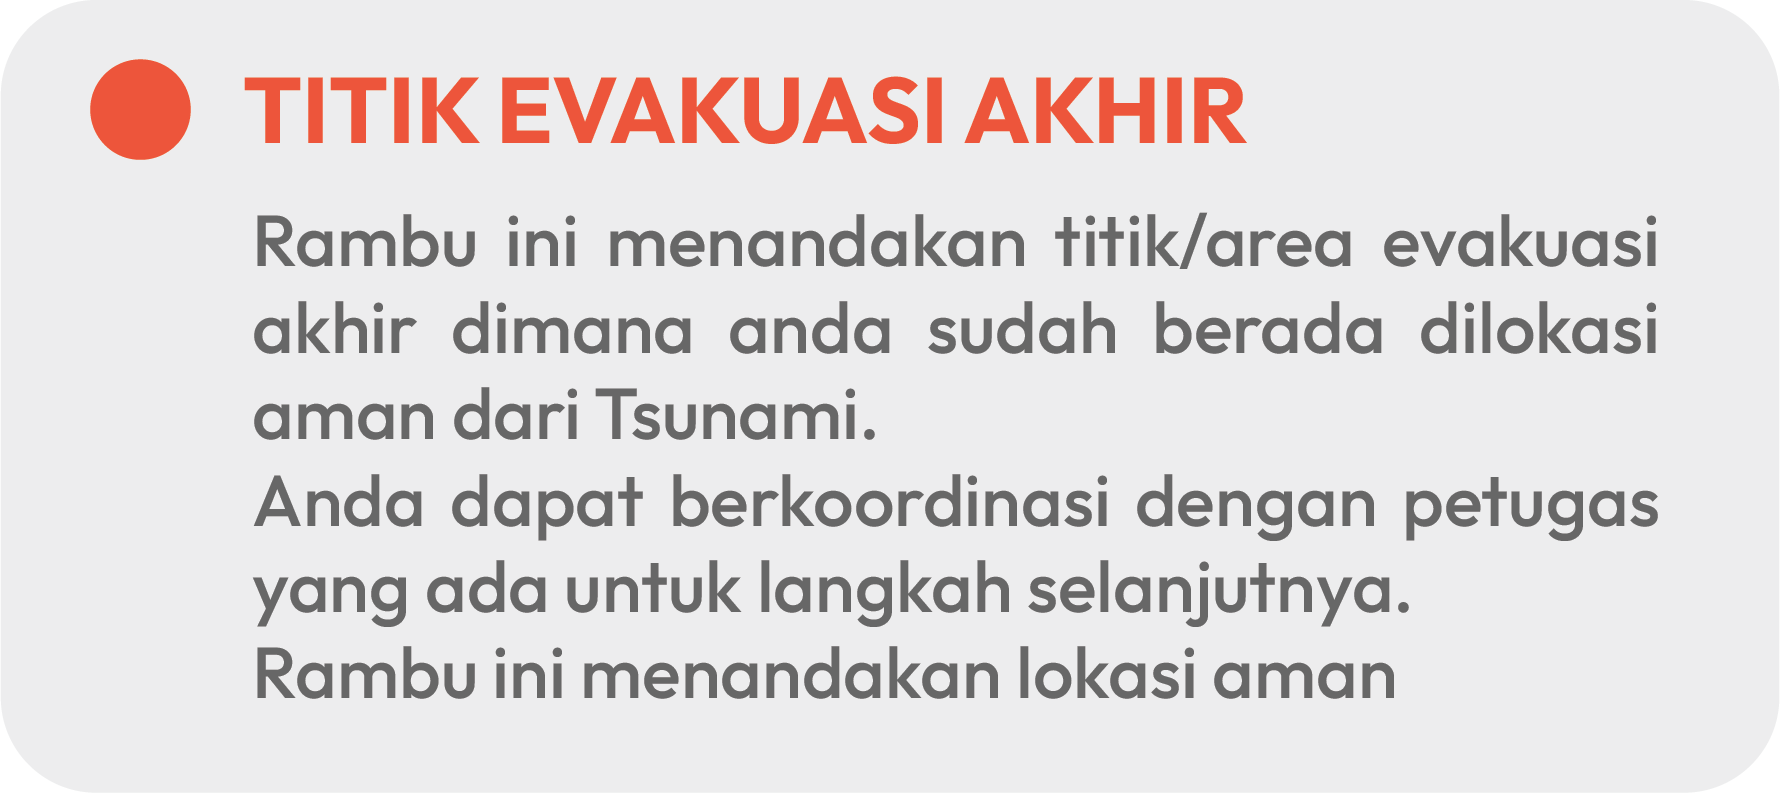 TITIK EVAKUASI AKHIR
Rambu ini menandakan titik/area evakuasi
akhir dimana anda sudah berada dilokasi
aman dari Tsunami.
Anda dapat berkoordinasi dengan petugas
yang ada untuk langkah selanjutnya.
Rambu ini menandakan lokasi aman